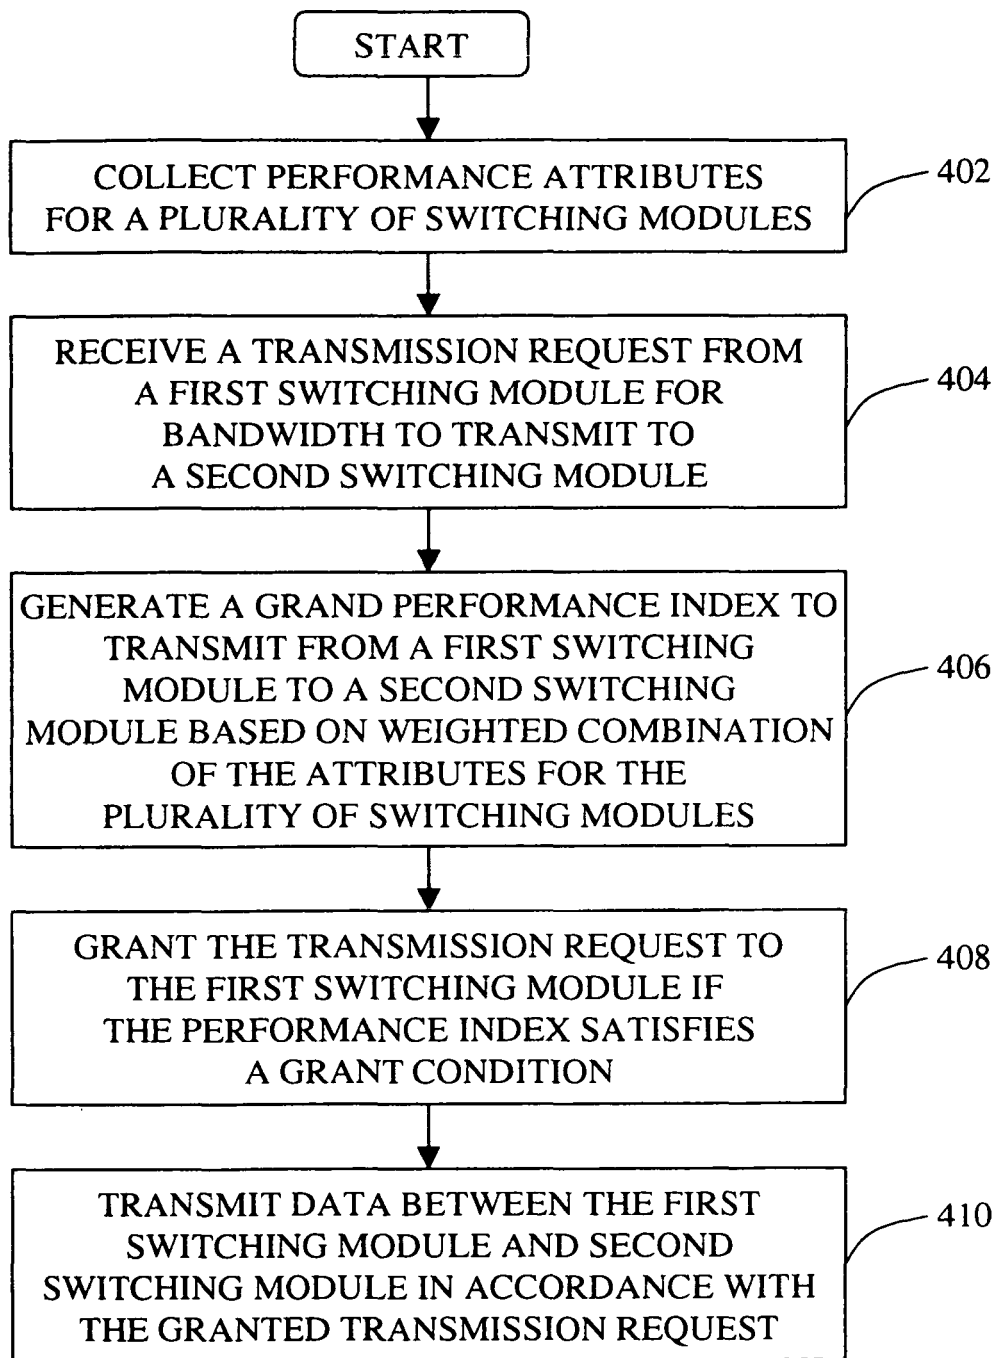 START
COLLECT PERFORMANCE ATTRIBUTES
FOR A PLURALITY OF SWITCHING MODULES
402
RECEIVE A TRANSMISSION REQUEST FROM
A FIRST SWITCHING MODULE FOR
BANDWIDTH TO TRANSMIT TO
A SECOND SWITCHING MODULE
404
GENERATE A GRAND PERFORMANCE INDEX TO
TRANSMIT FROM A FIRST SWITCHING
MODULE TO A SECOND SWITCHING
MODULE BASED ON WEIGHTED COMBINATION
OF THE ATTRIBUTES FOR THE
PLURALITY OF SWITCHING MODULES
406
GRANT THE TRANSMISSION REQUEST TO
THE FIRST SWITCHING MODULE IF
THE PERFORMANCE INDEX SATISFIES
A GRANT CONDITION
408
TRANSMIT DATA BETWEEN THE FIRST
SWITCHING MODULE AND SECOND
SWITCHING MODULE IN ACCORDANCE WITH
THE GRANTED TRANSMISSION REQUEST
410